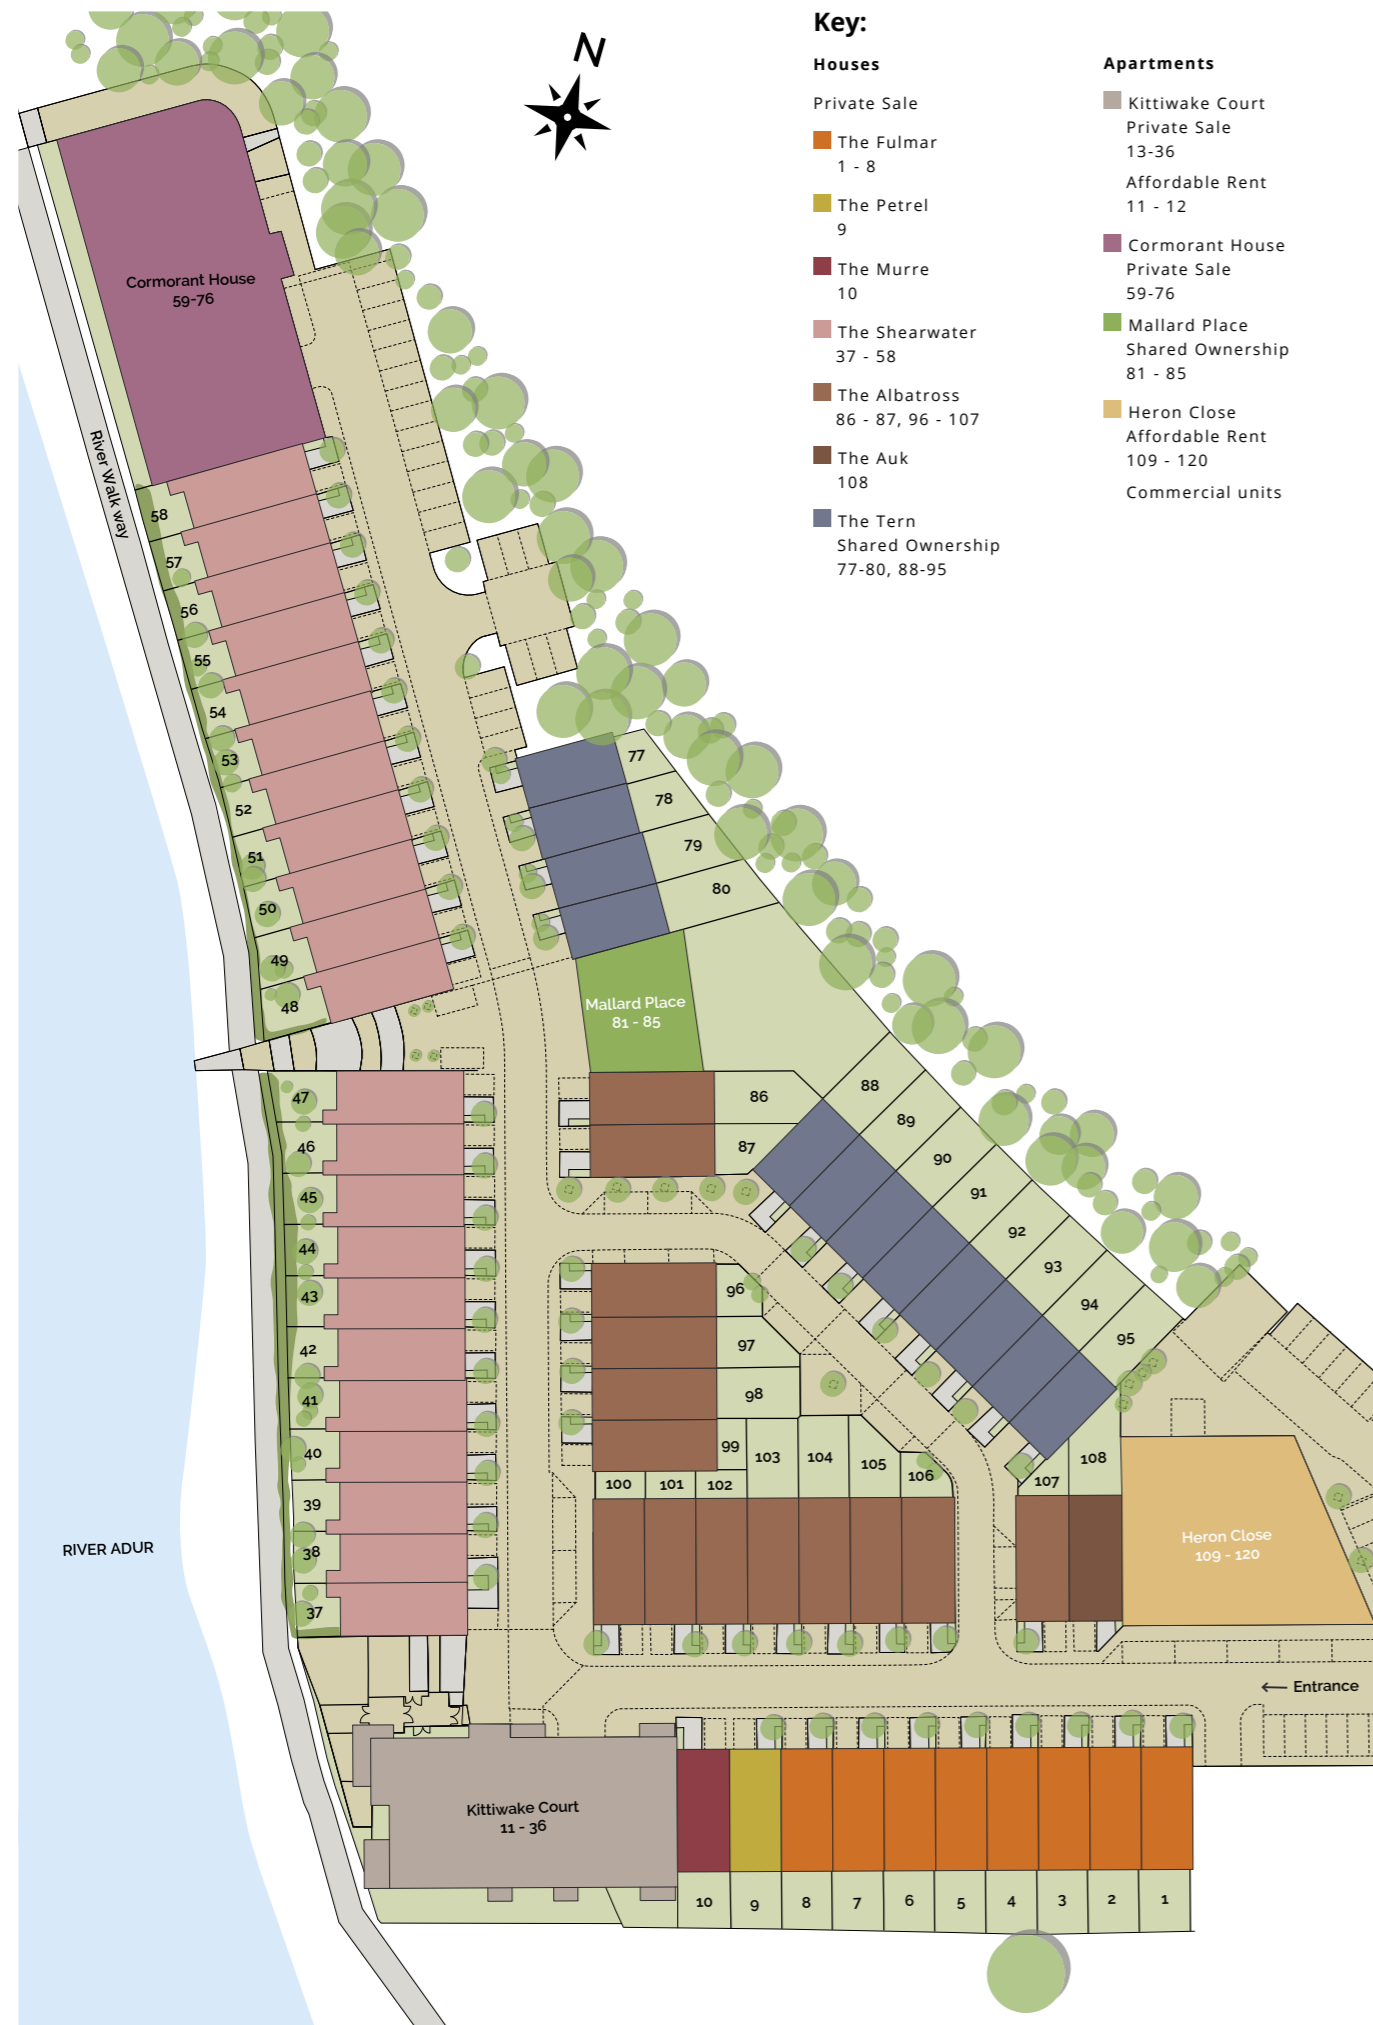 N
Key:
Houses
Private Sale
The Fulmar
1 - 8
The Petrel
9
The Murre
10
The Shearwater
37 - 58
The Albatross
86 - 87, 96 - 107
The Auk
108
The Tern
Shared Ownership
77-80, 88-95
Apartments
Kittiwake Court
Private Sale
13-36
Affordable Rent
11 - 12
Cormorant House
Private Sale
59-76
Mallard Place
Shared Ownership
81 - 85
Heron Close
Affordable Rent
109 - 120
Commercial units
Cormorant House
59-76
River Walk way
58
57
56
55
54
53
52
51
50
49
48
77
78
79
80
Mallard Place
81 - 85
47
46
45
44
43
42
41
40
39
38
37
86
87
88
89
90
91
92
93
94
95
96
97
98
99
100
101
102
103
104
105
106
107
108
Heron Close
109 - 120
RIVER ADUR
← Entrance
Kittiwake Court
11 - 36
10
9
8
7
6
5
4
3
2
1